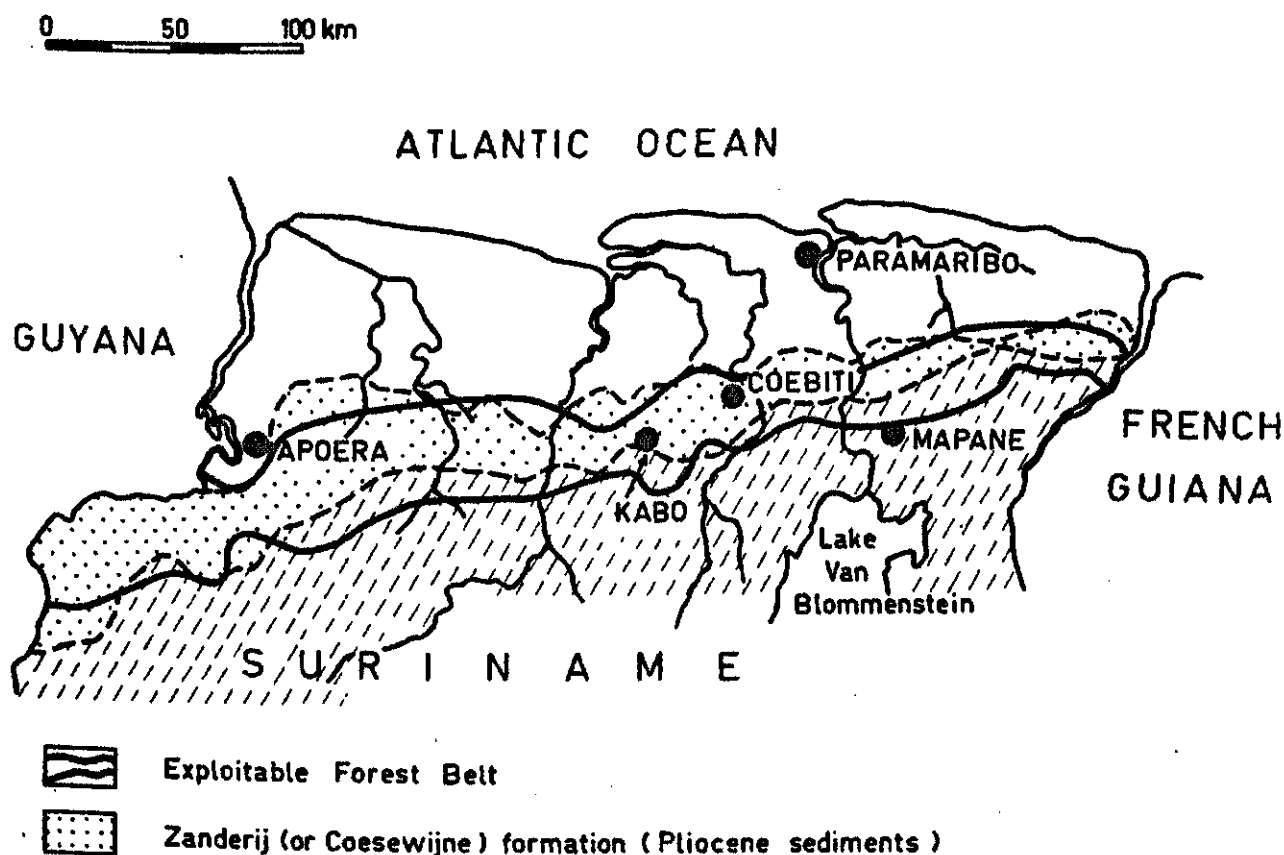 0 50 100 km
ATLANTIC OCEAN
PARAMARIBO
GUYANA
COEBITI
APOERA
MAPANE
FRENCH
GUIANA
KABO
Lake
Van
Blommenstein
SURINAME
Exploitable Forest Belt
Zanderij (or Coesewijne) formation (Pliocene sediments)